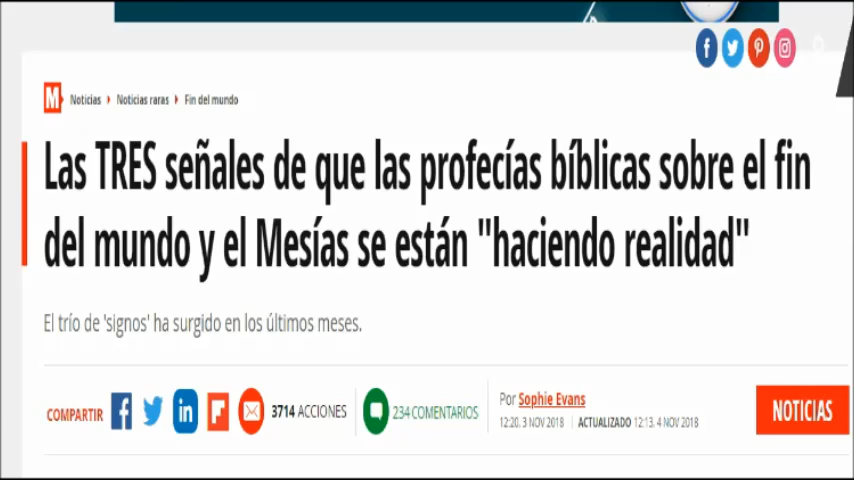 M Noticias Noticias raras Fin del mundo
Las TRES señales de que las profecías bíblicas sobre el fin
del mundo y el Mesías se están "haciendo realidad"
El trío de 'signos' ha surgido en los últimos meses.
COMPARTIR 3714 ACCIONES 234 COMENTARIOS
Por Sophie Evans
12:20, 3 NOV 2018 ACTUALIZADO 12:13, 4 NOV 2018
NOTICIAS